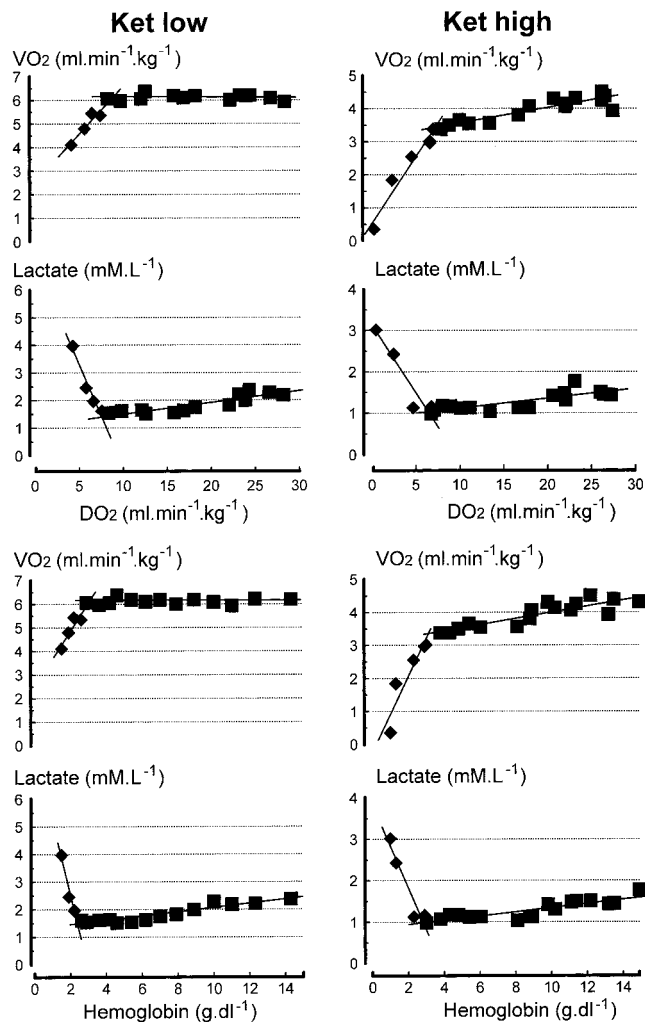 Ket low
Ket high
VO2 (ml.min-1.kg-1)
7
6
5
4
3
2
1
0
VO2 (ml.min-1.kg-1)
5
4
3
2
1
0
Lactate (mM.L-1)
6
5
4
3
2
1
0
Lactate (mM.L-1)
4
3
2
1
0
0 5 10 15 20 25 30
DO2 (ml.min-1.kg-1)
0 5 10 15 20 25 30
DO2 (ml.min-1.kg-1)
VO2 (ml.min-1.kg-1)
7
6
5
4
3
2
1
0
VO2 (ml.min-1.kg-1)
5
4
3
2
1
0
Lactate (mM.L-1)
6
5
4
3
2
1
0
Lactate (mM.L-1)
4
3
2
1
0
0 2 4 6 8 10 12 14
Hemoglobin (g.dl-1)
0 2 4 6 8 10 12 14
Hemoglobin (g.dl-1)